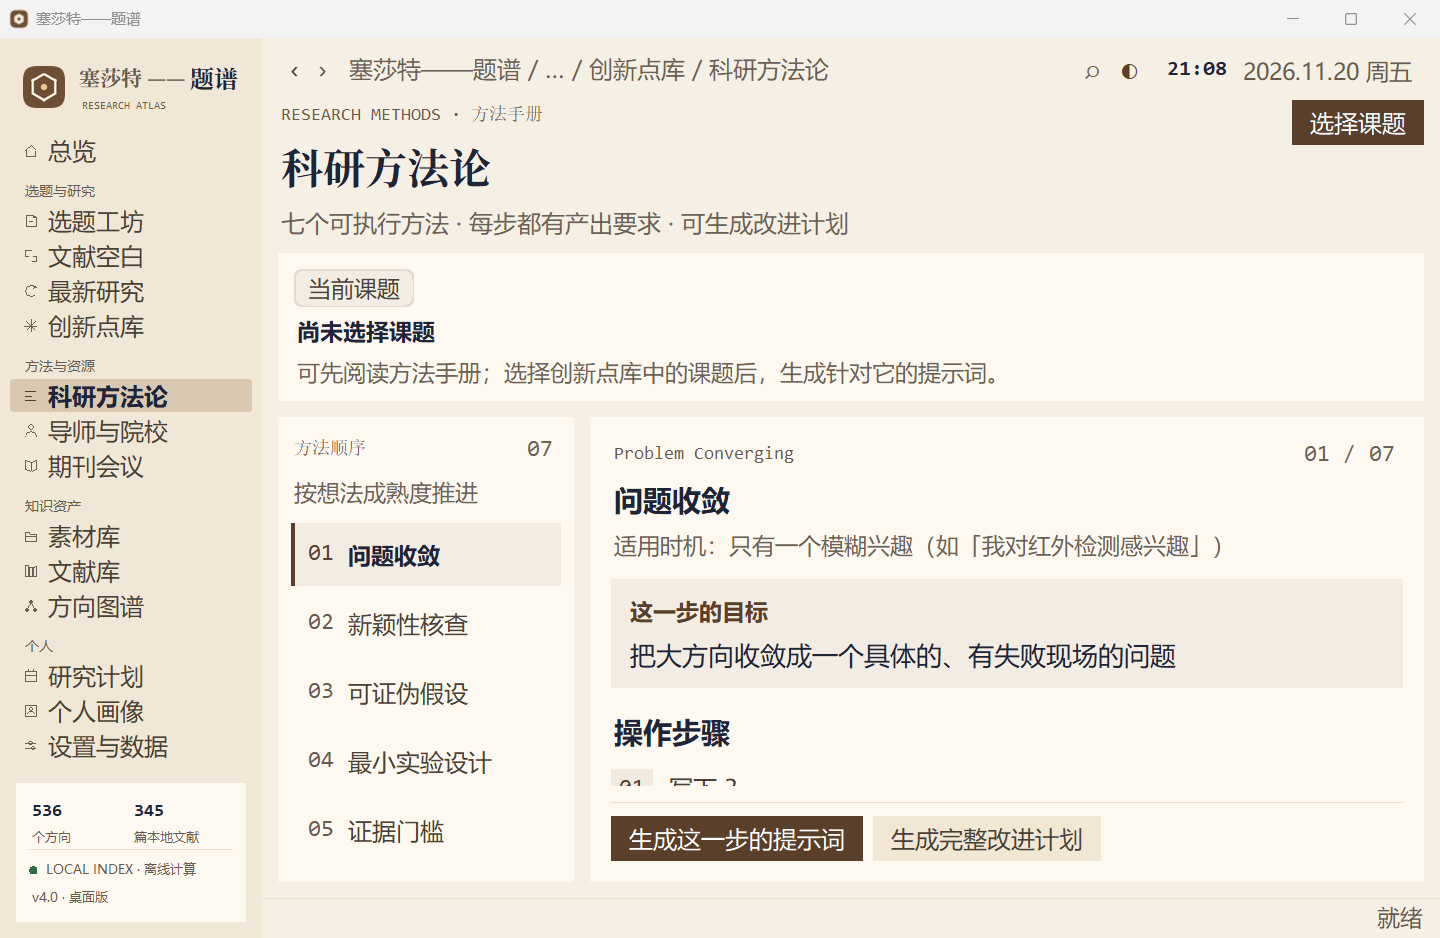 塞莎特——题谱
塞莎特 —— 题谱
RESEARCH ATLAS
总览
选题与研究
选题工坊
文献空白
最新研究
创新点库
方法与资源
科研方法论
导师与院校
期刊会议
知识资产
素材库
文献库
方向图谱
个人
研究计划
个人画像
设置与数据
536 345
个方向 篇本地文献
LOCAL INDEX · 离线计算
v4.0 · 桌面版
‹ › 塞莎特——题谱 / ... / 创新点库 / 科研方法论
21:08 2026.11.20 周五
RESEARCH METHODS · 方法手册
选择课题
科研方法论
七个可执行方法 · 每步都有产出要求 · 可生成改进计划
当前课题
尚未选择课题
可先阅读方法手册；选择创新点库中的课题后，生成针对它的提示词。
方法顺序 07
按想法成熟度推进
01 问题收敛
02 新颖性核查
03 可证伪假设
04 最小实验设计
05 证据门槛
Problem Converging 01 / 07
问题收敛
适用时机：只有一个模糊兴趣（如「我对红外检测感兴趣」）
这一步的目标
把大方向收敛成一个具体的、有失败现场的问题
操作步骤
生成这一步的提示词 生成完整改进计划
就绪